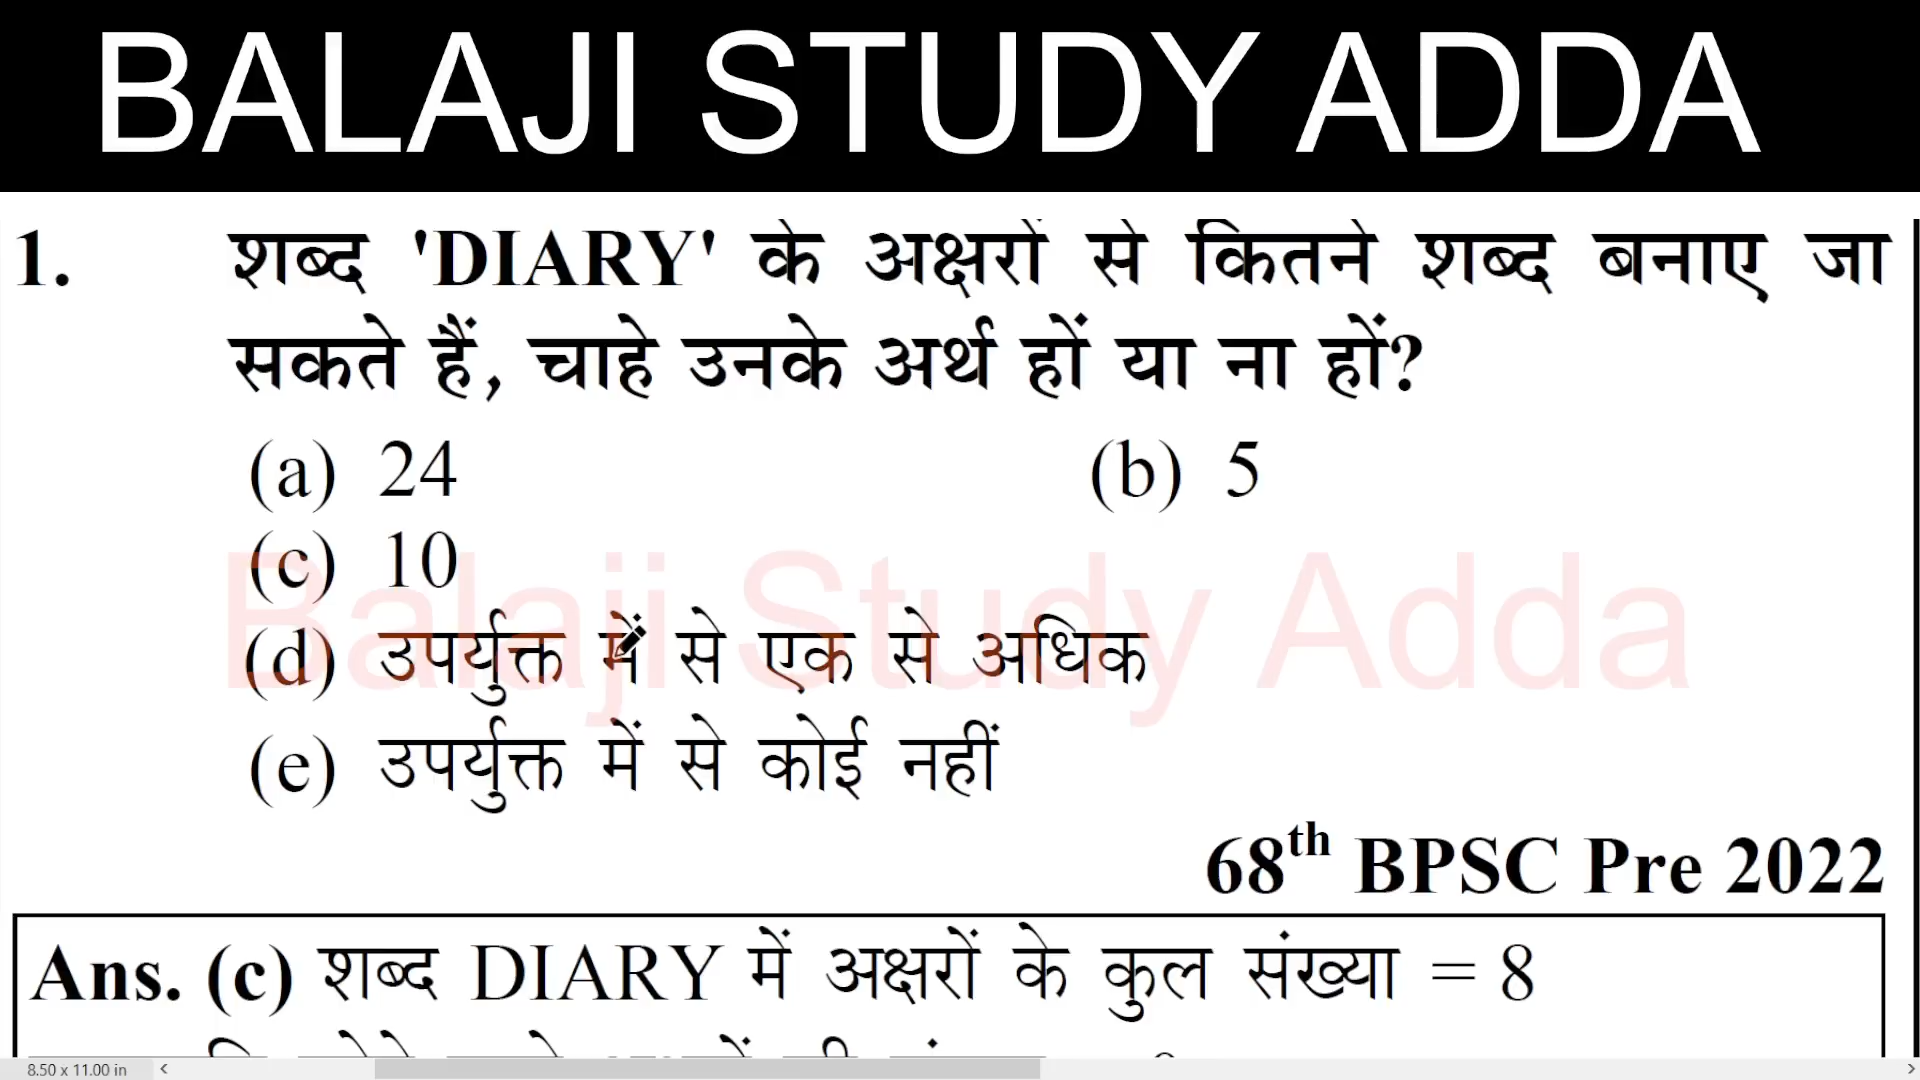 BALAJI STUDY ADDA
1. शब्द 'DIARY' के अक्षरों से कितने शब्द बनाए जा
सकते हैं, चाहे उनके अर्थ हों या ना हों?
(a) 24 (b) 5
(c) 10
(d) उपर्युक्त में से एक से अधिक
(e) उपर्युक्त में से कोई नहीं
Balaji Study Adda
68th BPSC Pre 2022
Ans. (c) शब्द DIARY में अक्षरों के कुल संख्या = 8
8.50 x 11.00 in